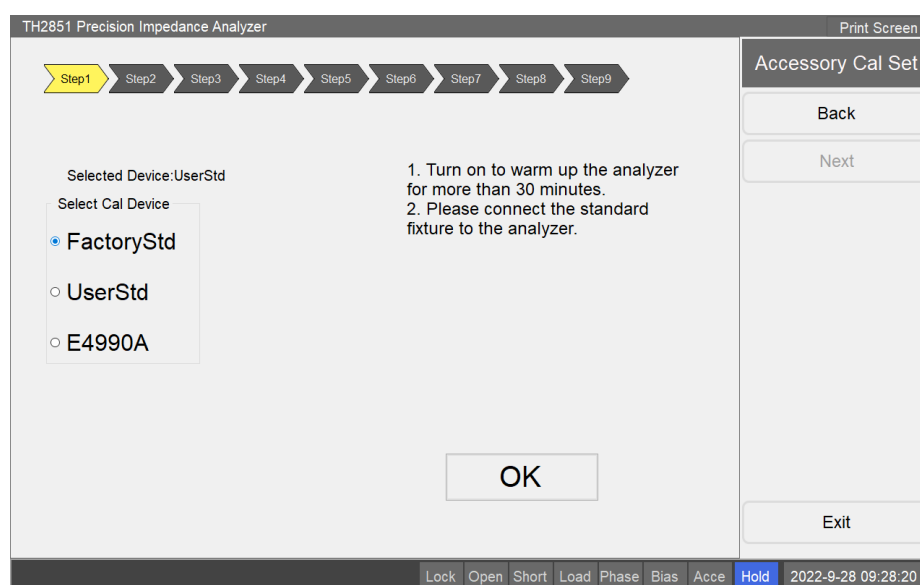 TH2851 Precision Impedance Analyzer
Print Screen
Step1 Step2 Step3 Step4 Step5 Step6 Step7 Step8 Step9
Accessory Cal Set
Back
Next
Selected Device:UserStd
Select Cal Device
FactoryStd
UserStd
E4990A
1. Turn on to warm up the analyzer
for more than 30 minutes.
2. Please connect the standard
fixture to the analyzer.
OK
Exit
Lock Open Short Load Phase Bias Acce Hold 2022-9-28 09:28:20